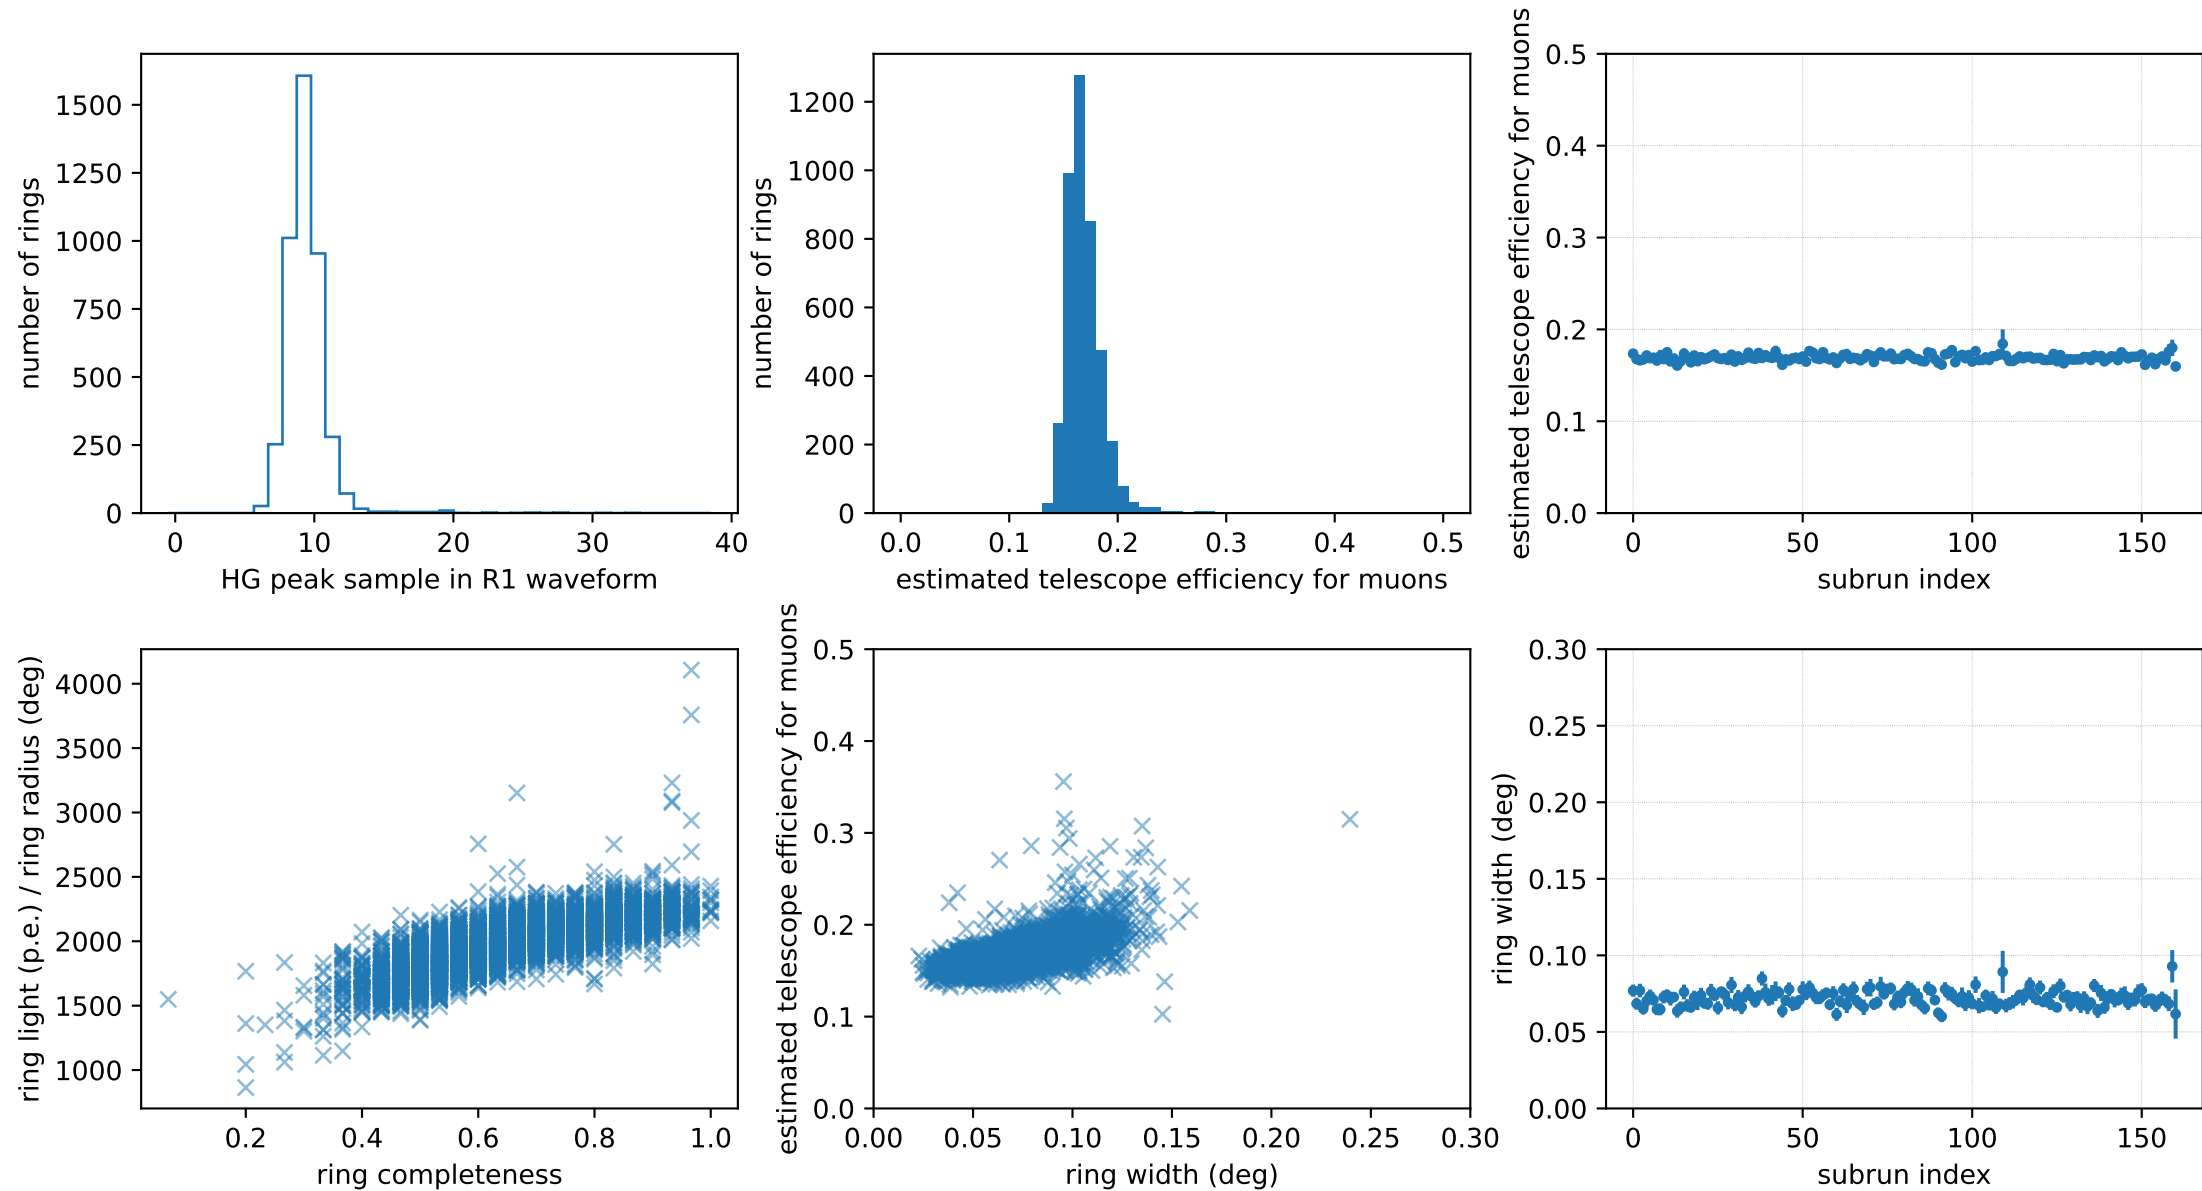 number of rings
1500
1250
1000
750
500
250
0
0 10 20 30 40
HG peak sample in R1 waveform
number of rings
1200
1000
800
600
400
200
0
0.0 0.1 0.2 0.3 0.4 0.5
estimated telescope efficiency for muons
estimated telescope efficiency for muons
0.5
0.4
0.3
0.2
0.1
0.0
0 50 100 150
subrun index
ring light (p.e.) / ring radius (deg)
4000
3500
3000
2500
2000
1500
1000
0.2 0.4 0.6 0.8 1.0
ring completeness
estimated telescope efficiency for muons
0.5
0.4
0.3
0.2
0.1
0.0
0.00 0.05 0.10 0.15 0.20 0.25 0.30
ring width (deg)
ring width (deg)
0.30
0.25
0.20
0.15
0.10
0.05
0.00
0 50 100 150
subrun index